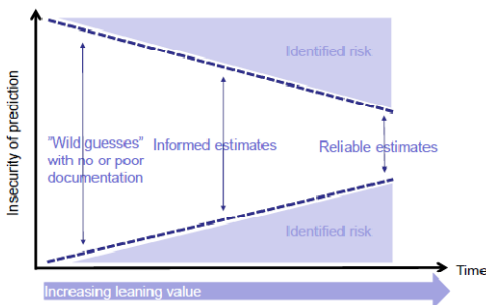 Insecurity of prediction
Identified risk
"Wild guesses"
with no or poor
documentation
Informed estimates
Reliable estimates
Identified risk
Time
Increasing leaning value